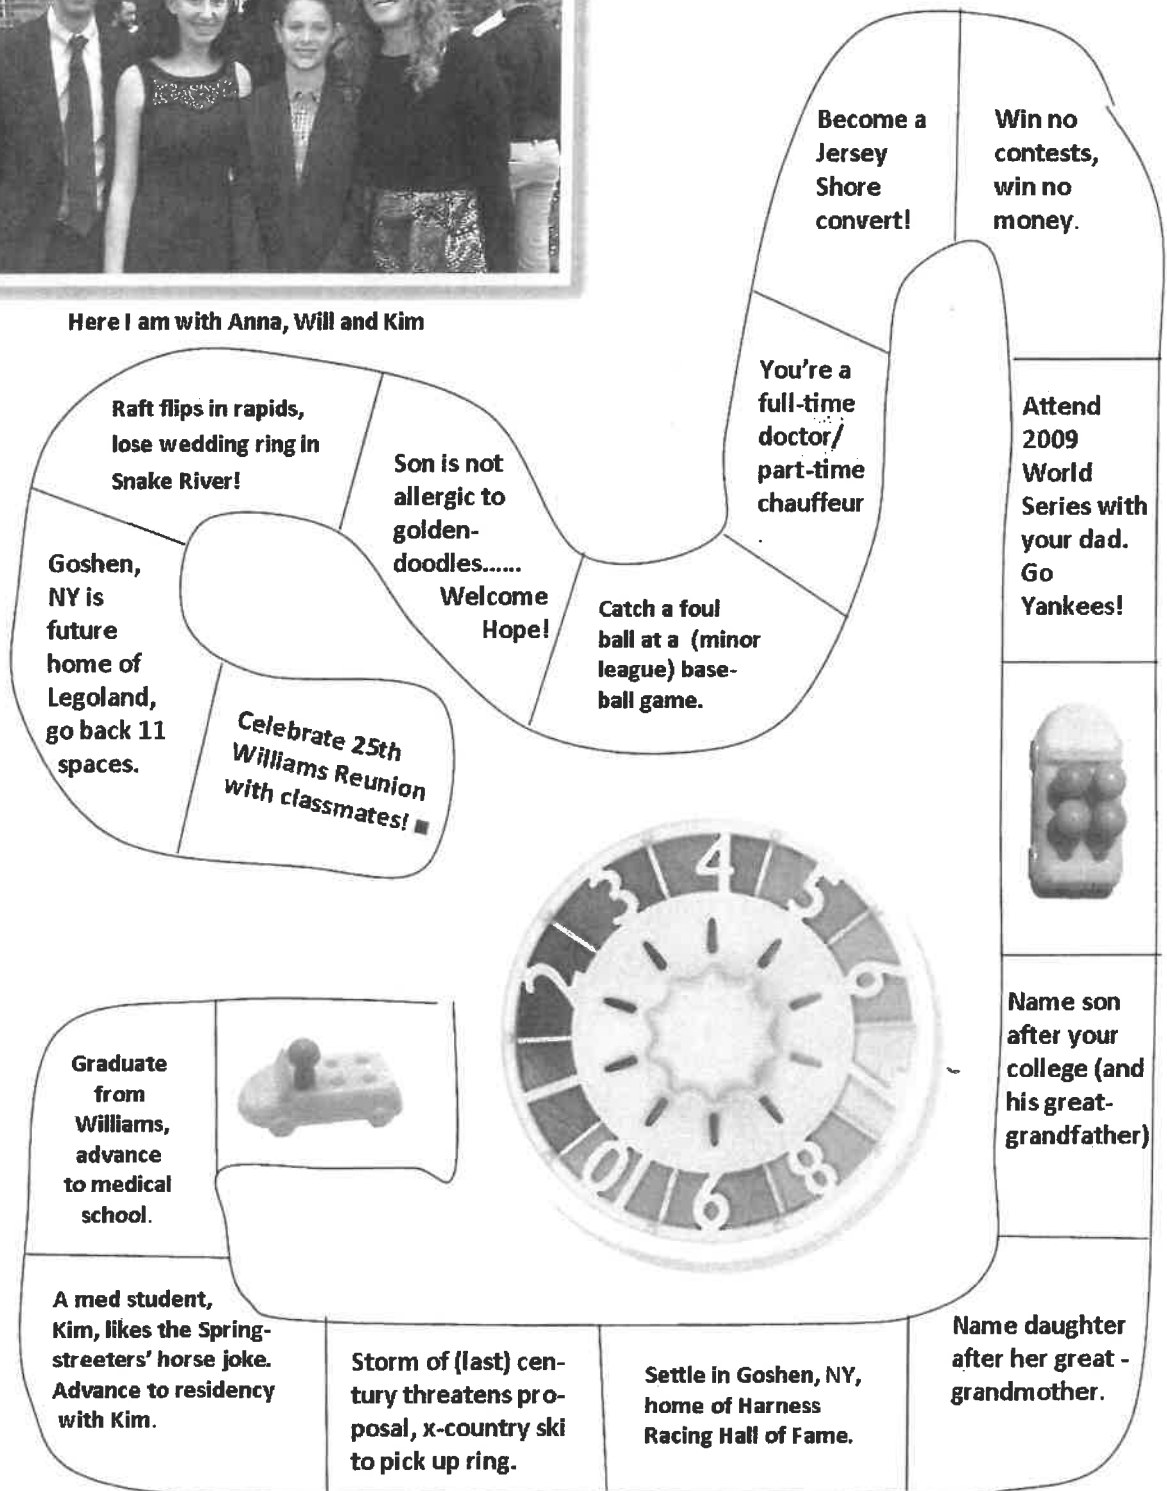 Here I am with Anna, Will and Kim
Graduate
from
Williams,
advance
to medical
school.
A med student,
Kim, likes the Spring-
streeters' horse joke.
Advance to residency
with Kim.
Storm of (last) cen-
tury threatens pro-
posal, x-country ski
to pick up ring.
Settle in Goshen, NY,
home of Harness
Racing Hall of Fame.
Name daughter
after her great -
grandmother.
Name son
after your
college (and
his great-
grandfather)
Attend
2009
World
Series with
your dad.
Go
Yankees!
Win no
contests,
win no
money.
Become a
Jersey
Shore
convert!
You're a
full-time
doctor/
part-time
chauffeur
Catch a foul
ball at a (minor
league) base-
ball game.
Son is not
allergic to
golden-
doodles......
Welcome
Hope!
Raft flips in rapids,
lose wedding ring in
Snake River!
Goshen,
NY is
future
home of
Legoland,
go back 11
spaces.
Celebrate 25th
Williams Reunion
with classmates! ■
2
3
4
5
6
8
9
10